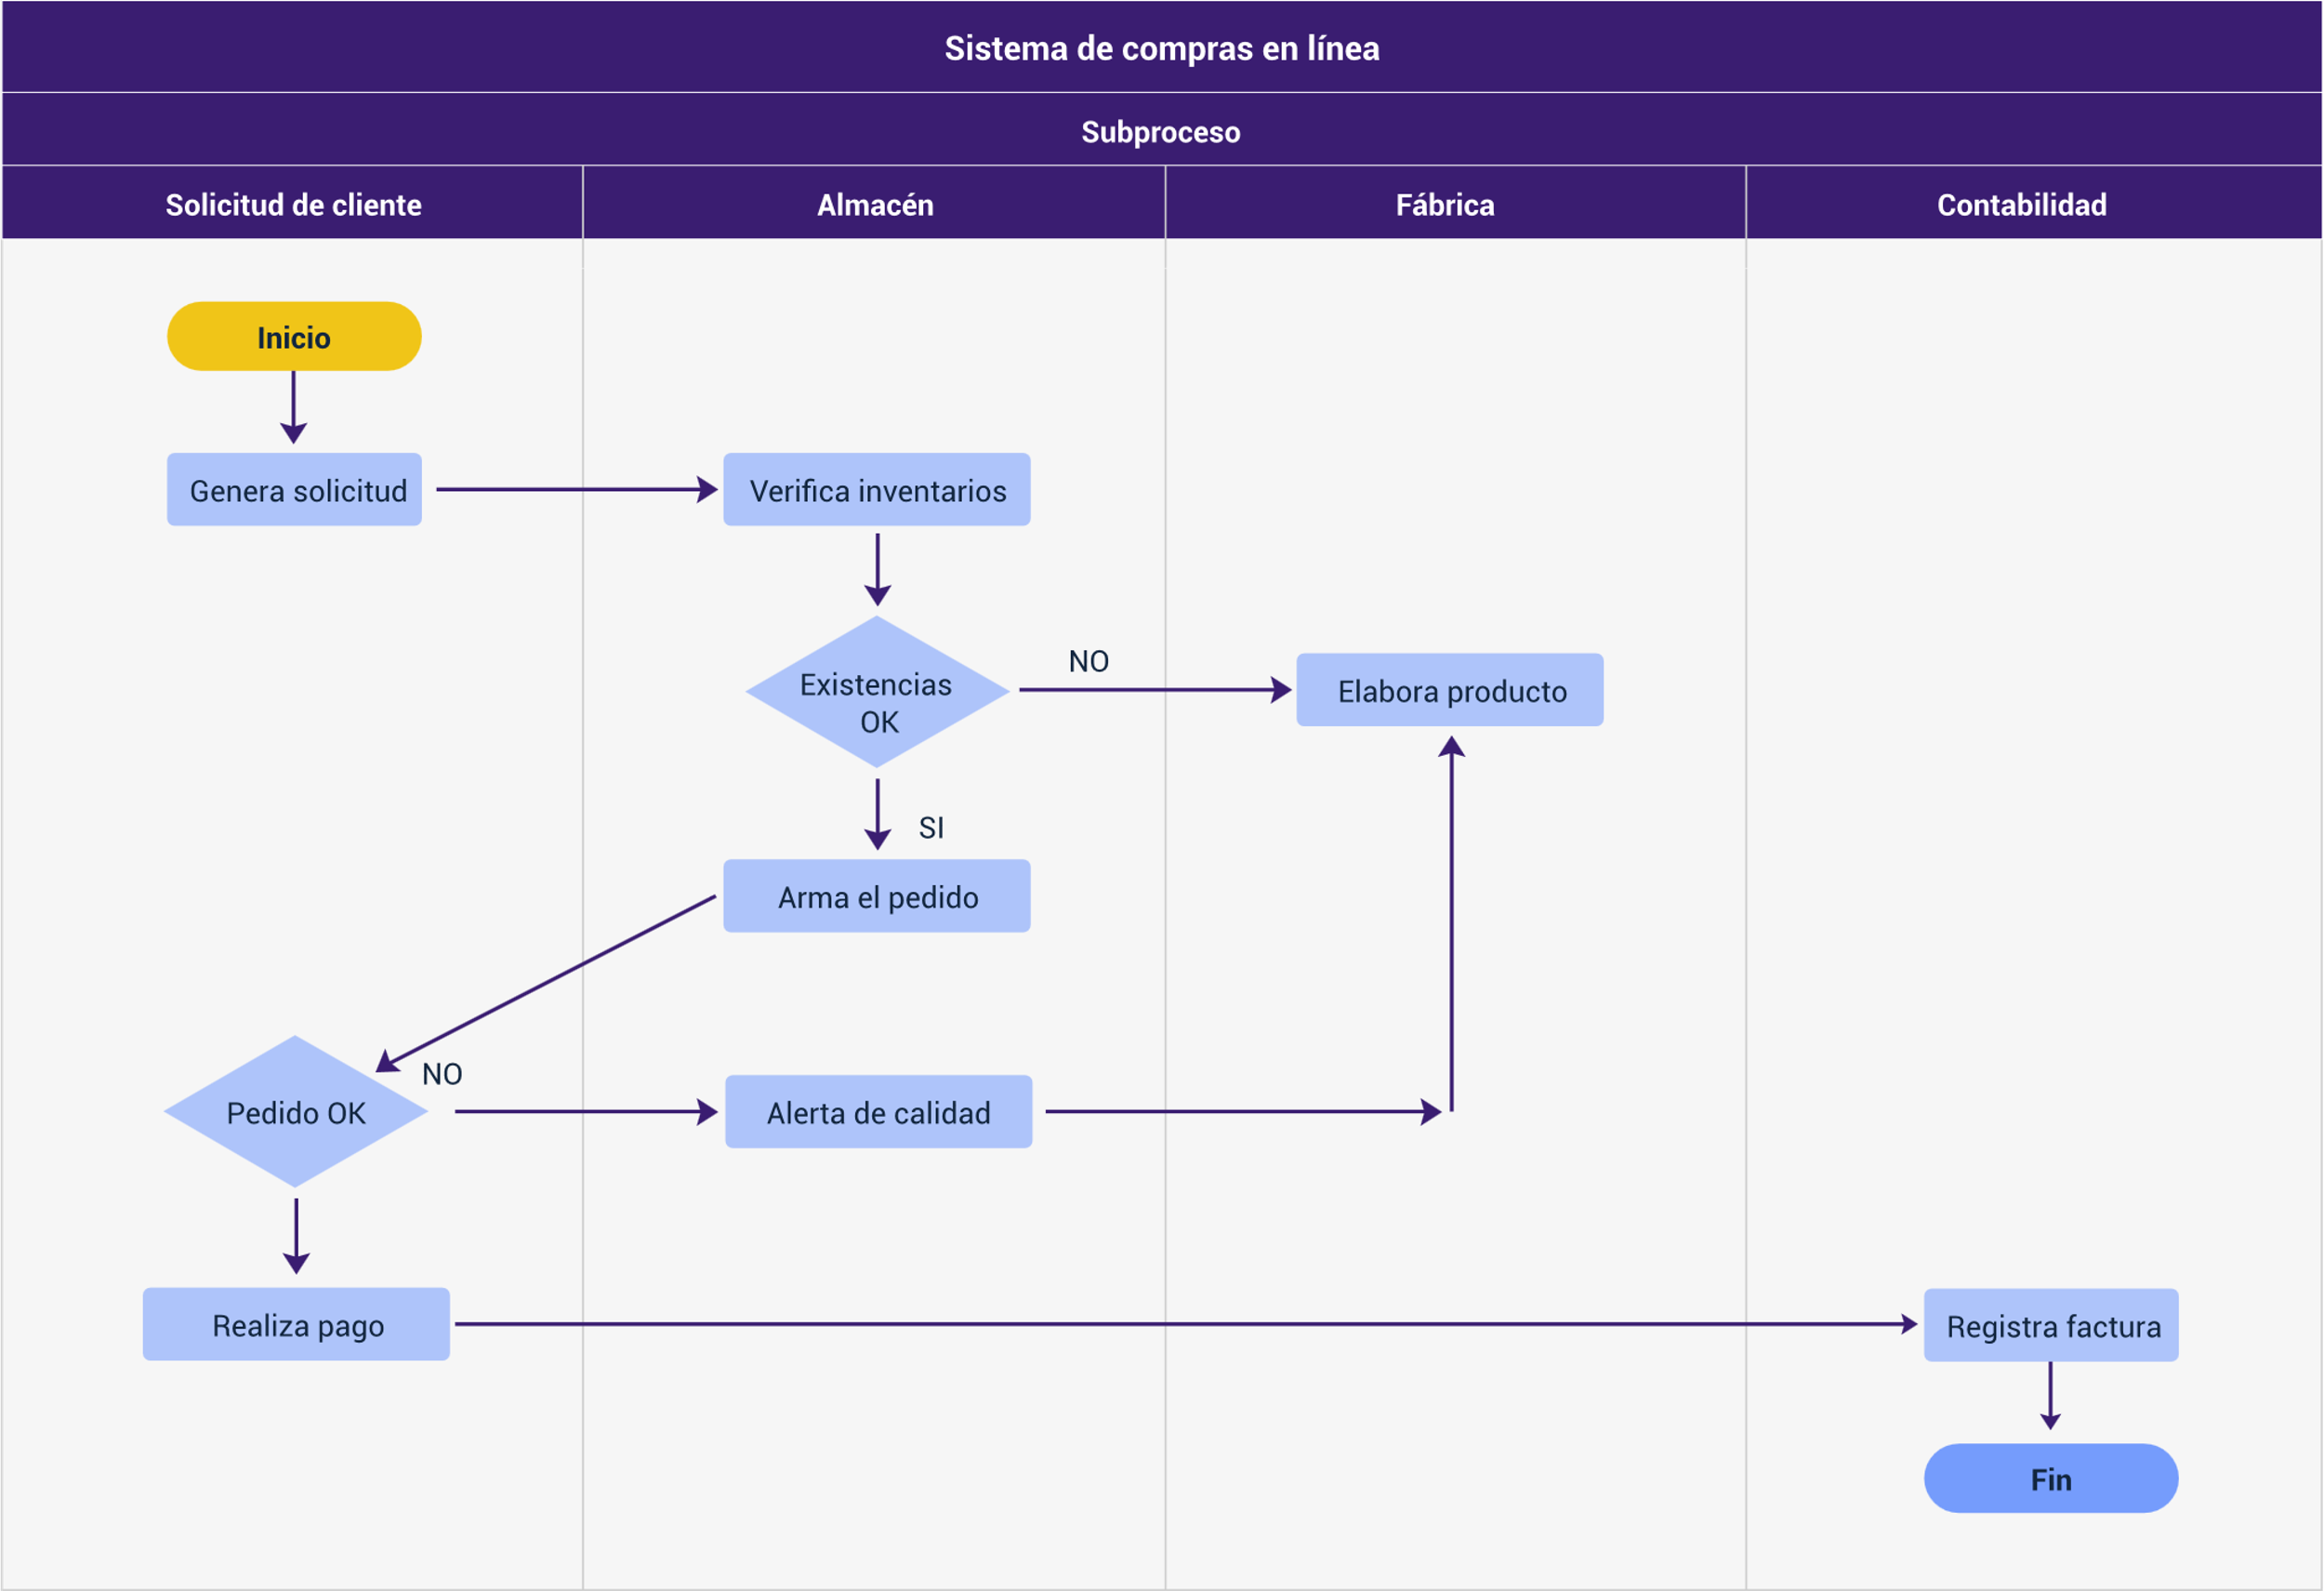 Sistema de compras en línea
Subproceso
Solicitud de cliente
Almacén
Fábrica
Contabilidad
Inicio
Genera solicitud
Verifica inventarios
Existencias
OK
NO
Elabora producto
SI
Arma el pedido
Pedido OK
NO
Alerta de calidad
Realiza pago
Registra factura
Fin